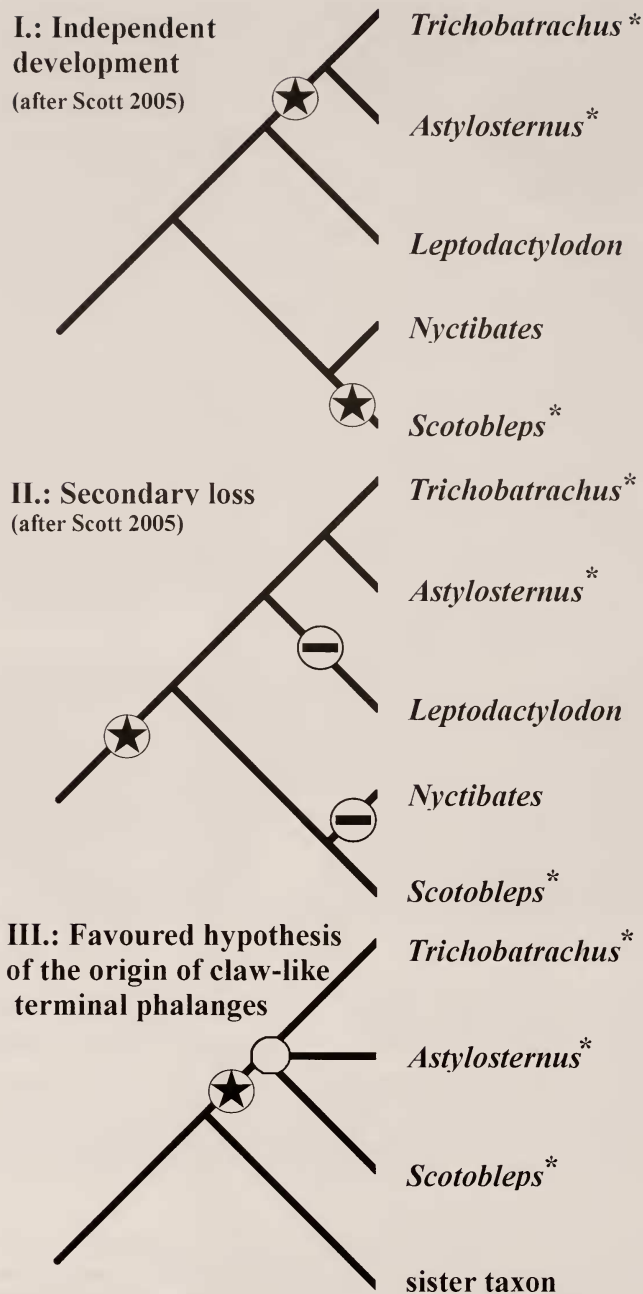 I.: Independent
development
(after Scott 2005)
Trichobatrachus *
Astylosternus*
Leptodactylodon
Nyctibates
Scotobleps*
II.: Secondary loss
(after Scott 2005)
Trichobatrachus*
Astylosternus*
Leptodactylodon
Nyctibates
Scotobleps*
III.: Favoured hypothesis
of the origin of claw-like
terminal phalanges
Trichobatrachus*
Astylosternus*
Scotobleps*
sister taxon